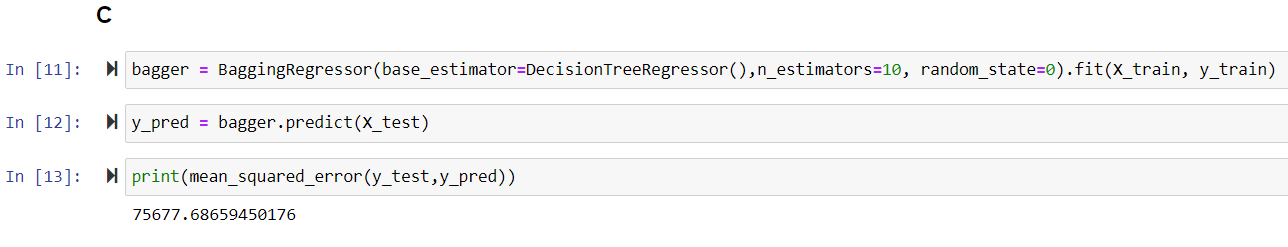 C
In [11]: bagger = BaggingRegressor(base_estimator=DecisionTreeRegressor(),n_estimators=10, random_state=0).fit(X_train, y_train)
In [12]: y_pred = bagger.predict(X_test)
In [13]: print(mean_squared_error(y_test,y_pred))
75677.68659450176